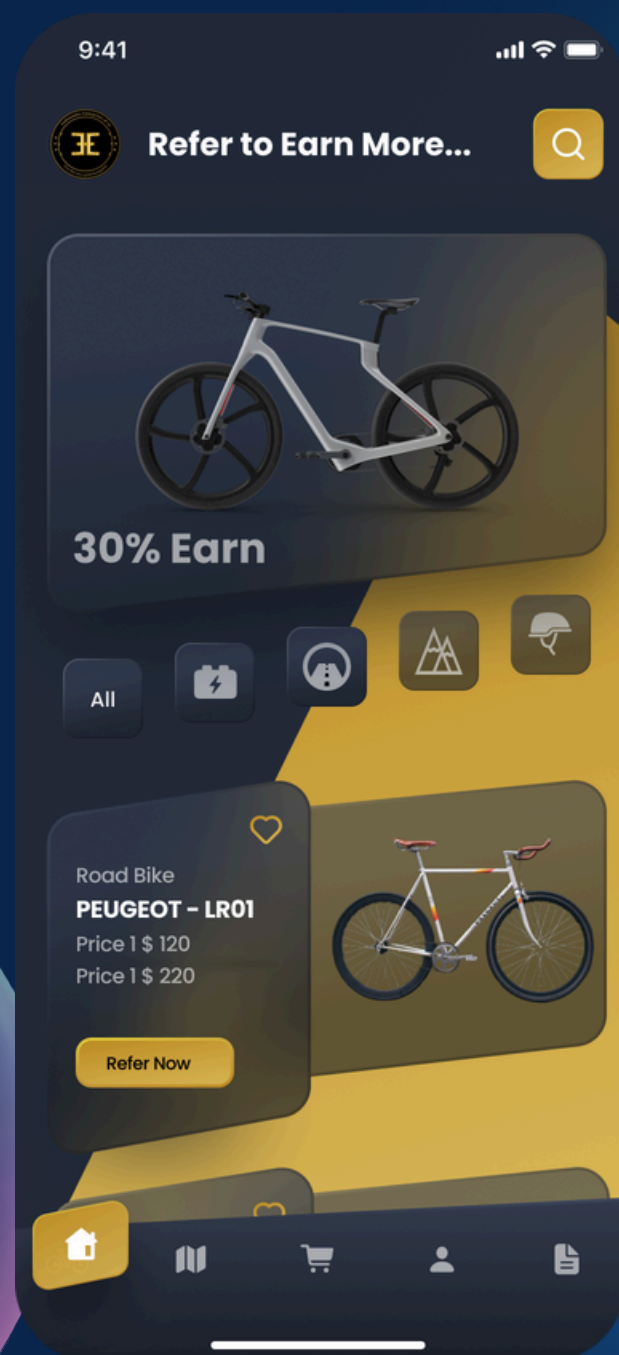 9:41
Refer to Earn More...
30% Earn
All
Road Bike
PEUGEOT - LR01
Price 1 $ 120
Price 1 $ 220
Refer Now